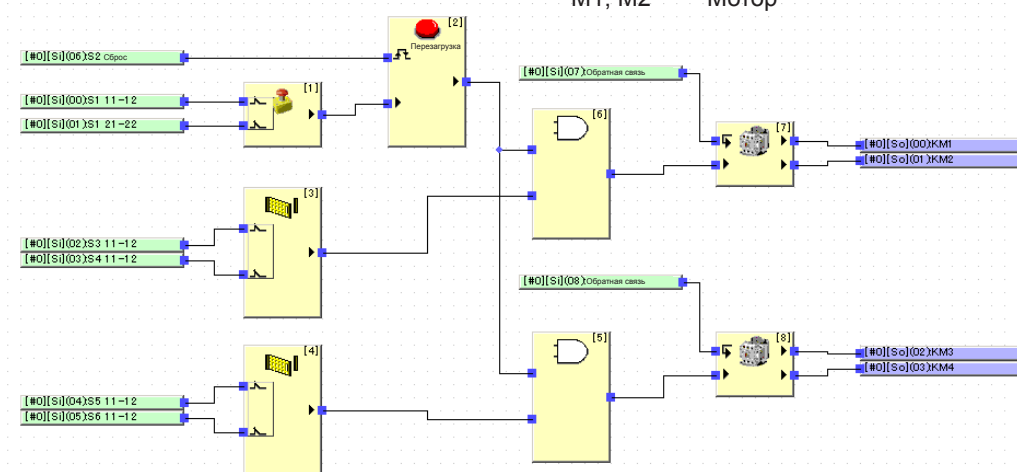 M1, M2 Мотор
[2]
Перезагрузка
[#0][Si](06):S2 Сброс
[1]
[#0][Si](00):S1 11-12
[#0][Si](01):S1 21-22
[#0][Si](07):Обратная связь
[6]
[7]
[#0][So](00):KM1
[#0][So](01):KM2
[3]
[#0][Si](02):S3 11-12
[#0][Si](03):S4 11-12
[#0][Si](08):Обратная связь
[5]
[8]
[#0][So](02):KM3
[#0][So](03):KM4
[4]
[#0][Si](04):S5 11-12
[#0][Si](05):S6 11-12